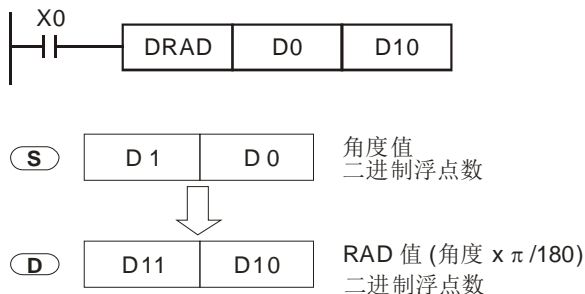 X0
DRAD D0 D10
S D 1 D 0 角度值
二进制浮点数
D D11 D10 RAD 值 (角度 x π /180)
二进制浮点数